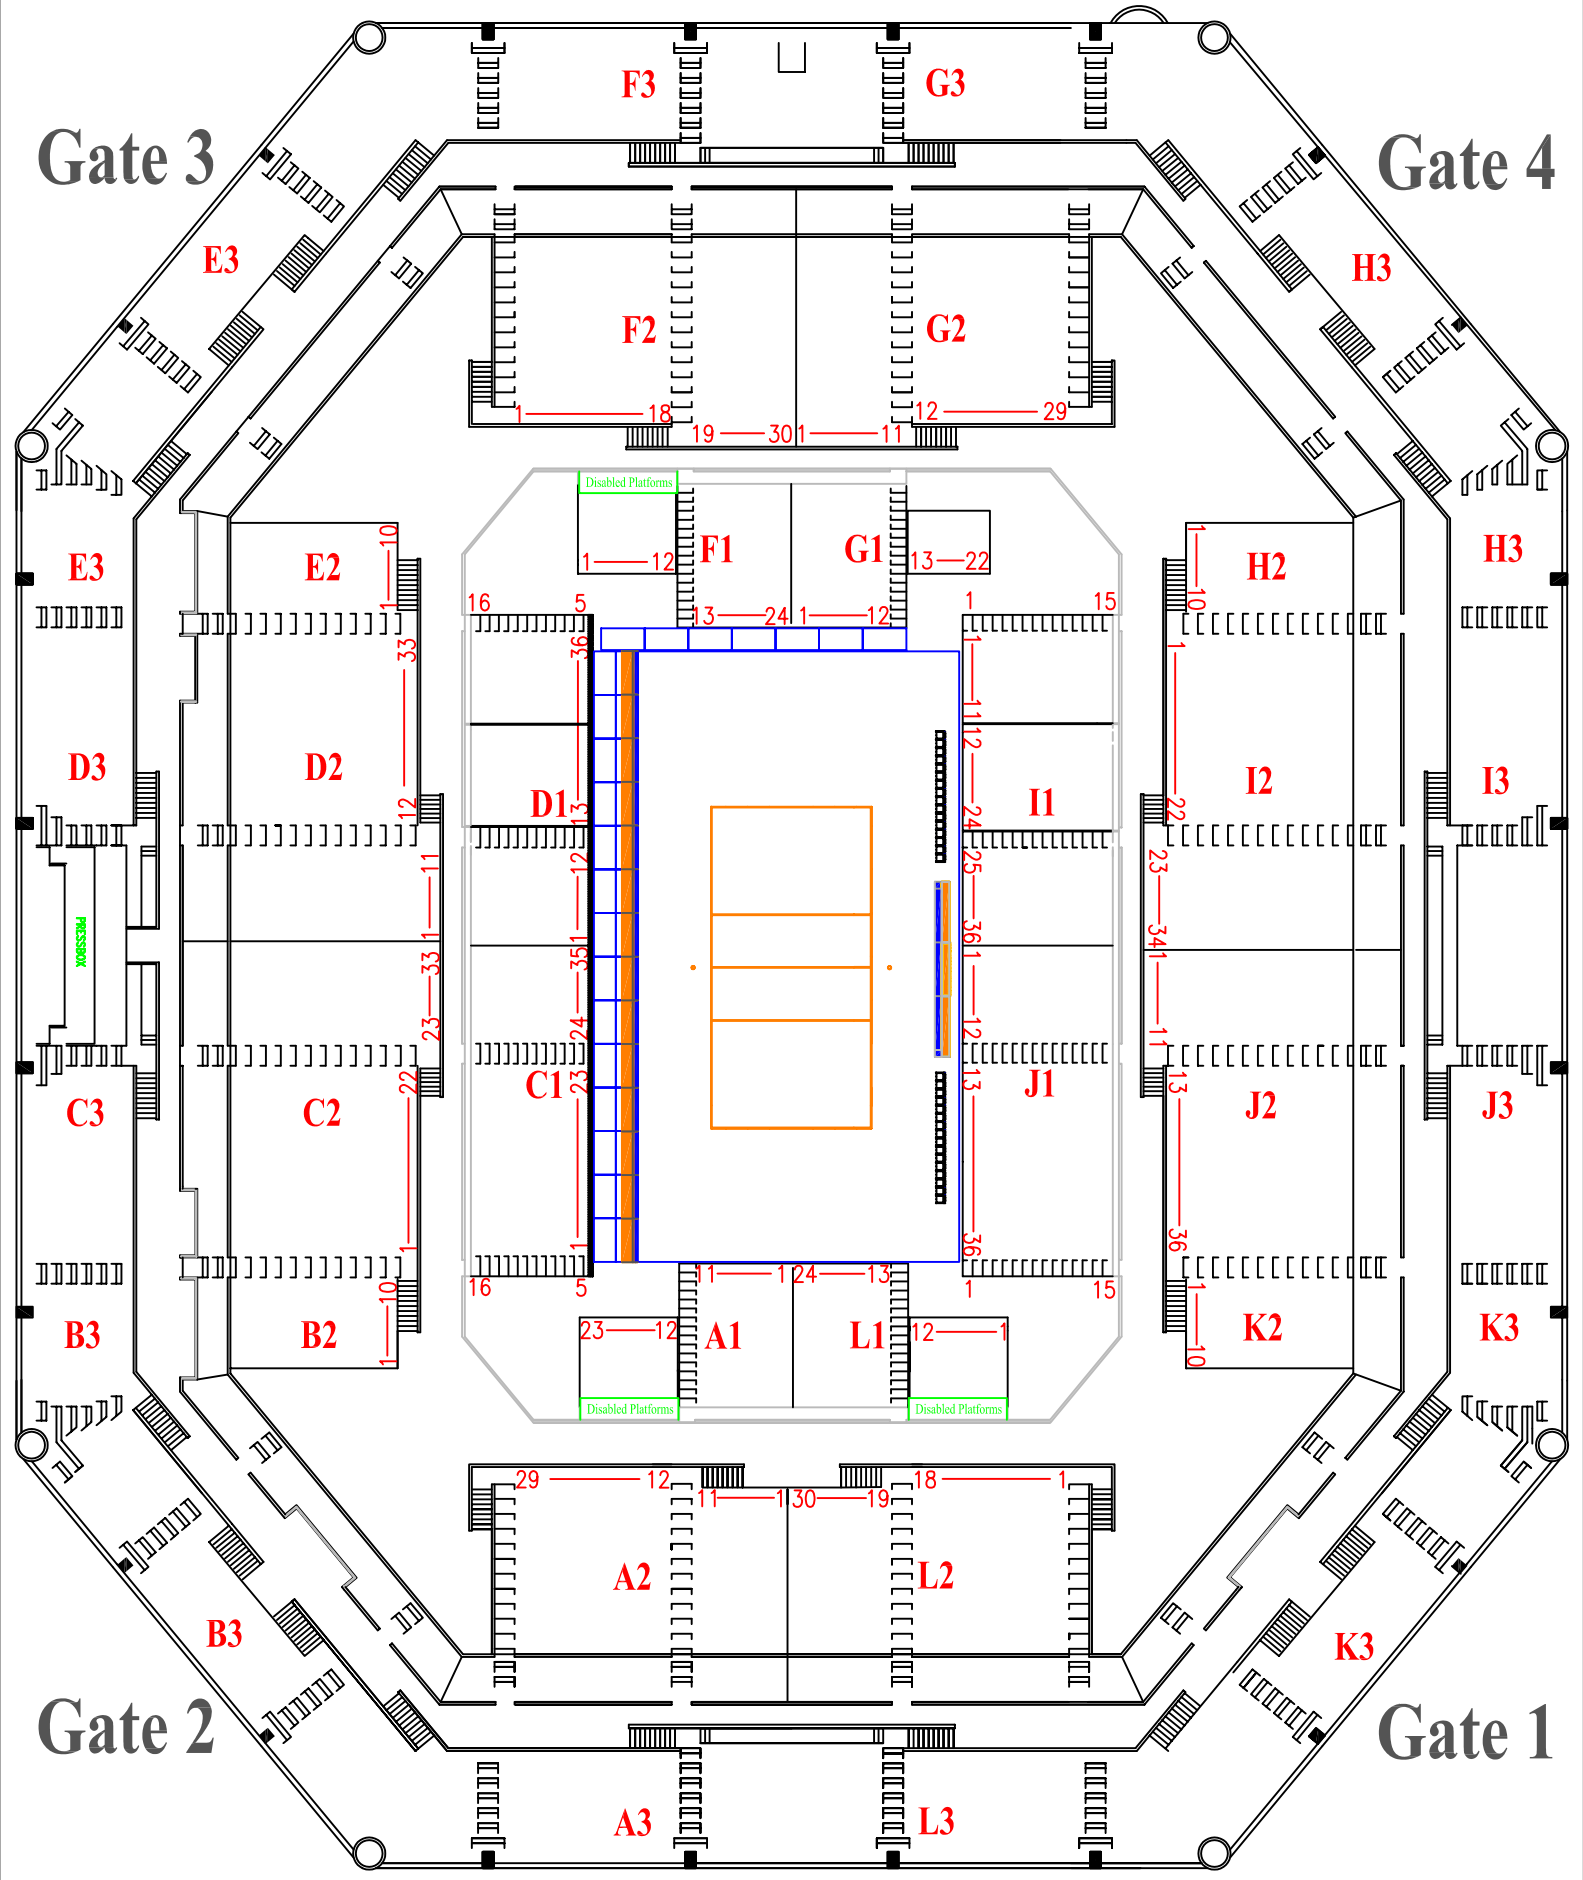 F3
G3
Gate 3
Gate 4
E3
H3
F2
G2
1 18
12 29
19 30
1 11
Disabled Platforms
E3
E2
10
1
F1
G1
1 12
13 22
H2
1
10
H3
16 5
13 24
1 12
1 15
33
12
36
13
1
11
1
22
D3
D2
D1
12
24
I1
I2
I3
11
1
12
1
25
36
23
34
PRESSBOX
33
23
35
24
1
12
1
11
C3
C2
22
1
C1
23
1
J1
13
36
13
36
J2
J3
10
1
16 5
11 1
24 13
1 15
1
10
B3
B2
23 12
A1
L1
12 1
K2
K3
Disabled Platforms
Disabled Platforms
29 12
11 1
30 19
18 1
A2
L2
B3
K3
Gate 2
Gate 1
A3
L3